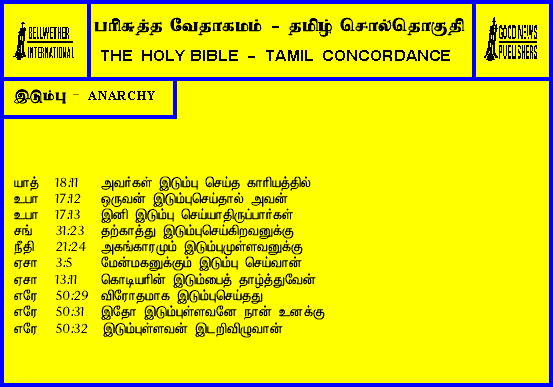 BELLWETHER
INTERNATIONAL
பரிசுத்த வேதாகமம் - தமிழ் சொல்தொகுதி
THE HOLY BIBLE - TAMIL CONCORDANCE
GOOD NEWS
PUBLISHERS
இடும்பு - ANARCHY
யாத் 18:11 அவர்கள் இடும்பு செய்த காரியத்தில்
உபா 17:12 ஒருவன் இடும்புசெய்தால் அவன்
உபா 17:13 இனி இடும்பு செய்யாதிருப்பார்கள்
சங் 31:23 தற்காத்து இடும்புசெய்கிறவனுக்கு
நீதி 21:24 அகங்காரமும் இடும்புமுள்ளவனுக்கு
ஏசா 3:5 மேன்மகனுக்கும் இடும்பு செய்வான்
ஏசா 13:11 கொடியரின் இடும்பைத் தாழ்த்துவேன்
எரே 50:29 விரோதமாக இடும்புசெய்தது
எரே 50:31 இதோ இடும்புள்ளவனே நான் உனக்கு
எரே 50:32 இடும்புள்ளவன் இடறிவிழுவான்